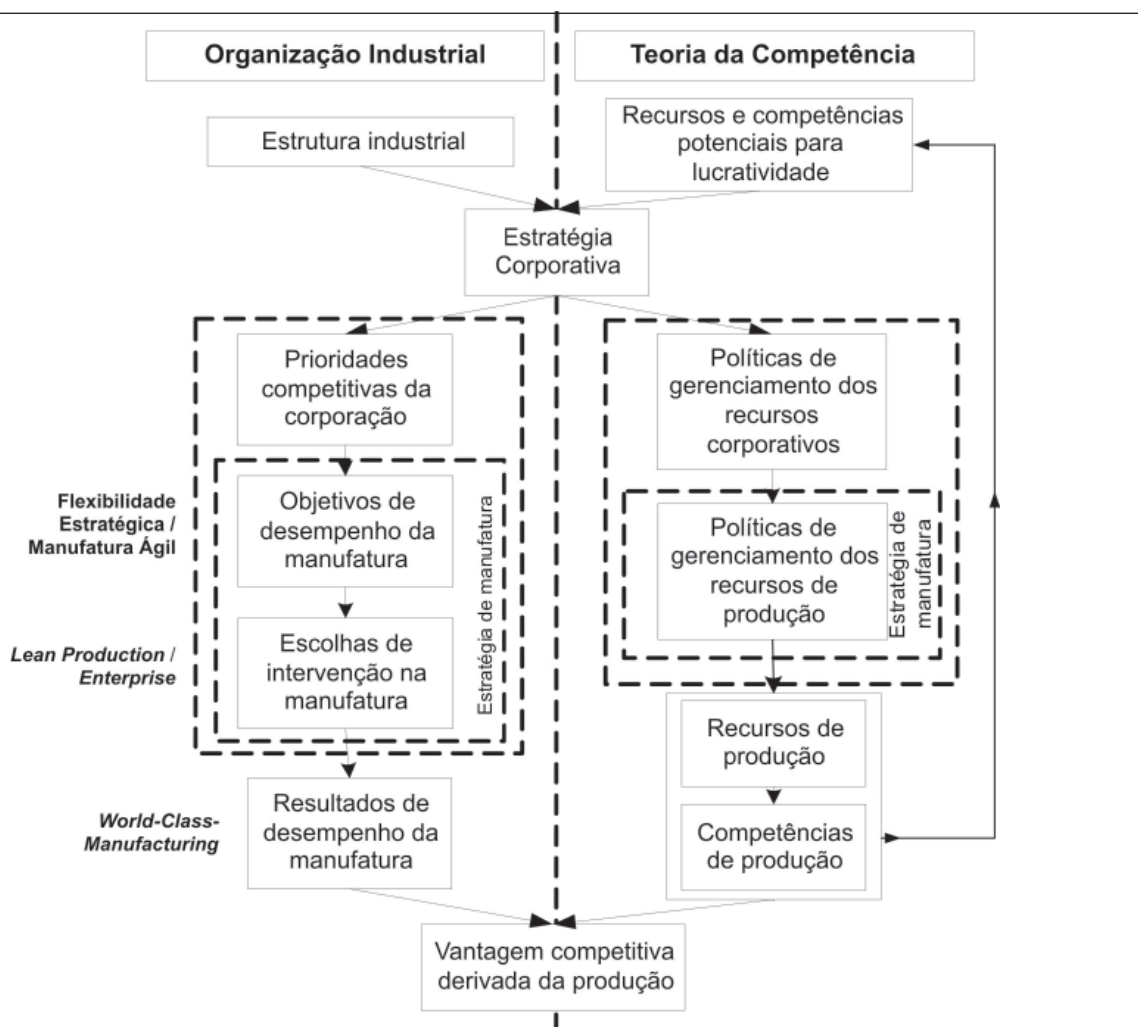 Organização Industrial
Teoria da Competência
Estrutura industrial
Recursos e competências
potenciais para
lucratividade
Estratégia
Corporativa
Prioridades
competitivas da
corporação
Políticas de
gerenciamento dos
recursos
corporativos
Flexibilidade
Estratégica /
Manufatura Ágil
Objetivos de
desempenho da
manufatura
Estratégia de manufatura
Políticas de
gerenciamento dos
recursos de
produção
Estratégia de
manufatura
Lean Production /
Enterprise
Escolhas de
intervenção na
manufatura
Recursos de
produção
World-Class-
Manufacturing
Resultados de
desempenho da
manufatura
Competências
de produção
Vantagem competitiva
derivada da produção